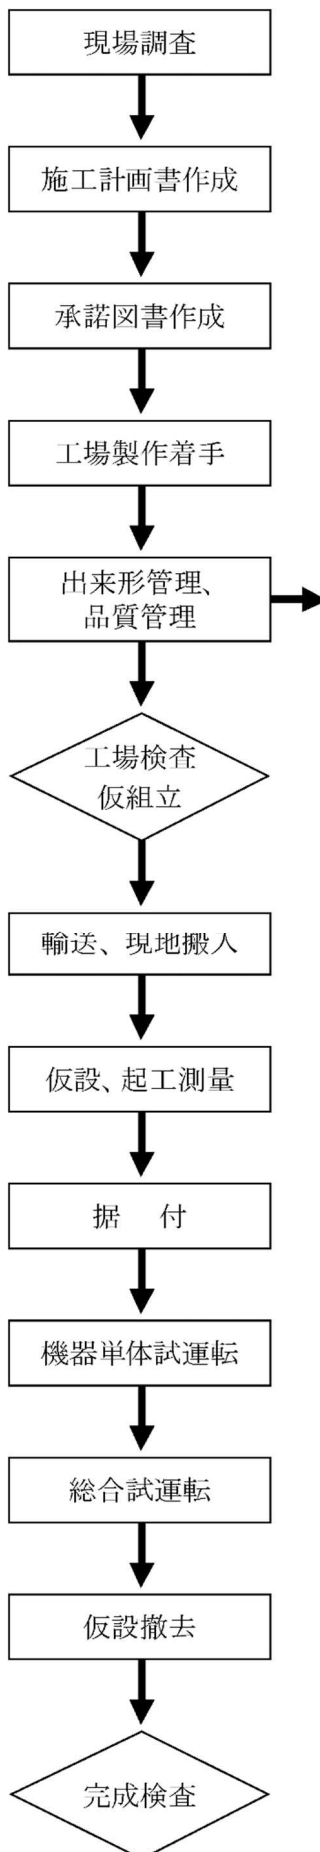 現場調査
施工計画書作成
承諾図書作成
工場製作着手
出来形管理、
品質管理
工場検査
仮組立
輸送、現地搬入
仮設、起工測量
据　付
機器単体試運転
総合試運転
仮設撤去
完成検査